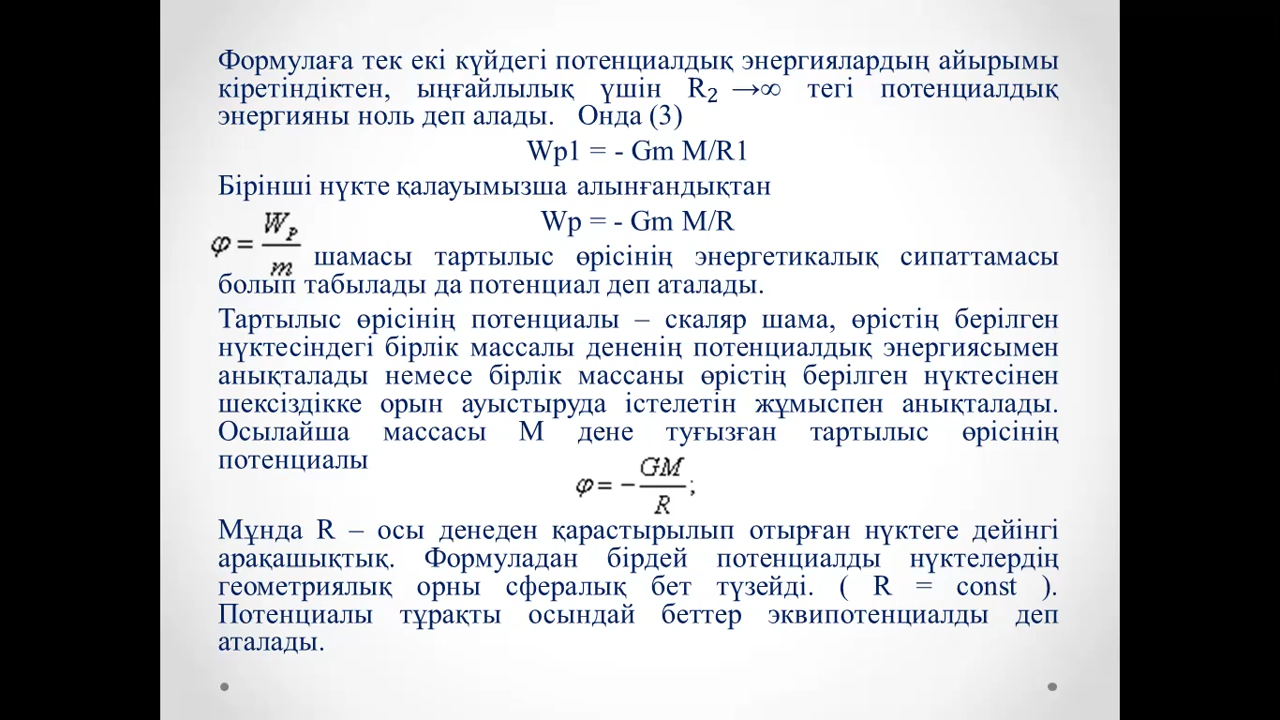 Формулаға тек екі күйдегі потенциалдық энергиялардың айырымы
кіретіндіктен, ыңғайлылық үшін R₂ →∞ тегі потенциалдық
энергияны ноль деп алады. Онда (3)
Wp1 = - Gm M/R1
Бірінші нүкте қалауымызша алынғандықтан
Wp = - Gm M/R
φ = W_P/m шамасы тартылыс өрісінің энергетикалық сипаттамасы
болып табылады да потенциал деп аталады.
Тартылыс өрісінің потенциалы – скаляр шама, өрістің берілген
нүктесіндегі бірлік массалы дененің потенциалдық энергиясымен
анықталады немесе бірлік массаны өрістің берілген нүктесінен
шексіздікке орын ауыстыруда істелетін жұмыспен анықталады.
Осылайша массасы М дене туғызған тартылыс өрісінің
потенциалы
φ = − GM/R ;
Мұнда R – осы денеден қарастырылып отырған нүктеге дейінгі
арақашықтық. Формуладан бірдей потенциалды нүктелердің
геометриялық орны сфералық бет түзейді. ( R = const ).
Потенциалы тұрақты осындай беттер эквипотенциалды деп
аталады.